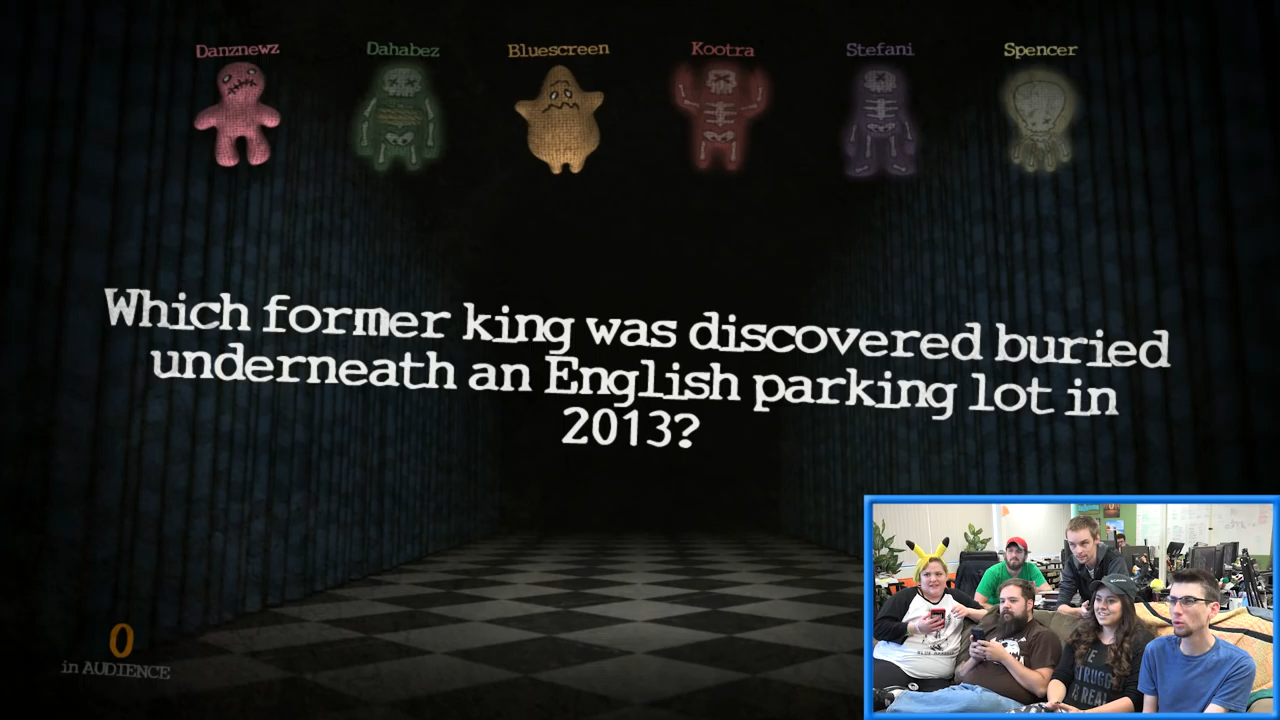 Danznewz Dahabez Bluescreen Kootra Stefani Spencer
Which former king was discovered buried
underneath an English parking lot in
2013?
0
in AUDIENCE